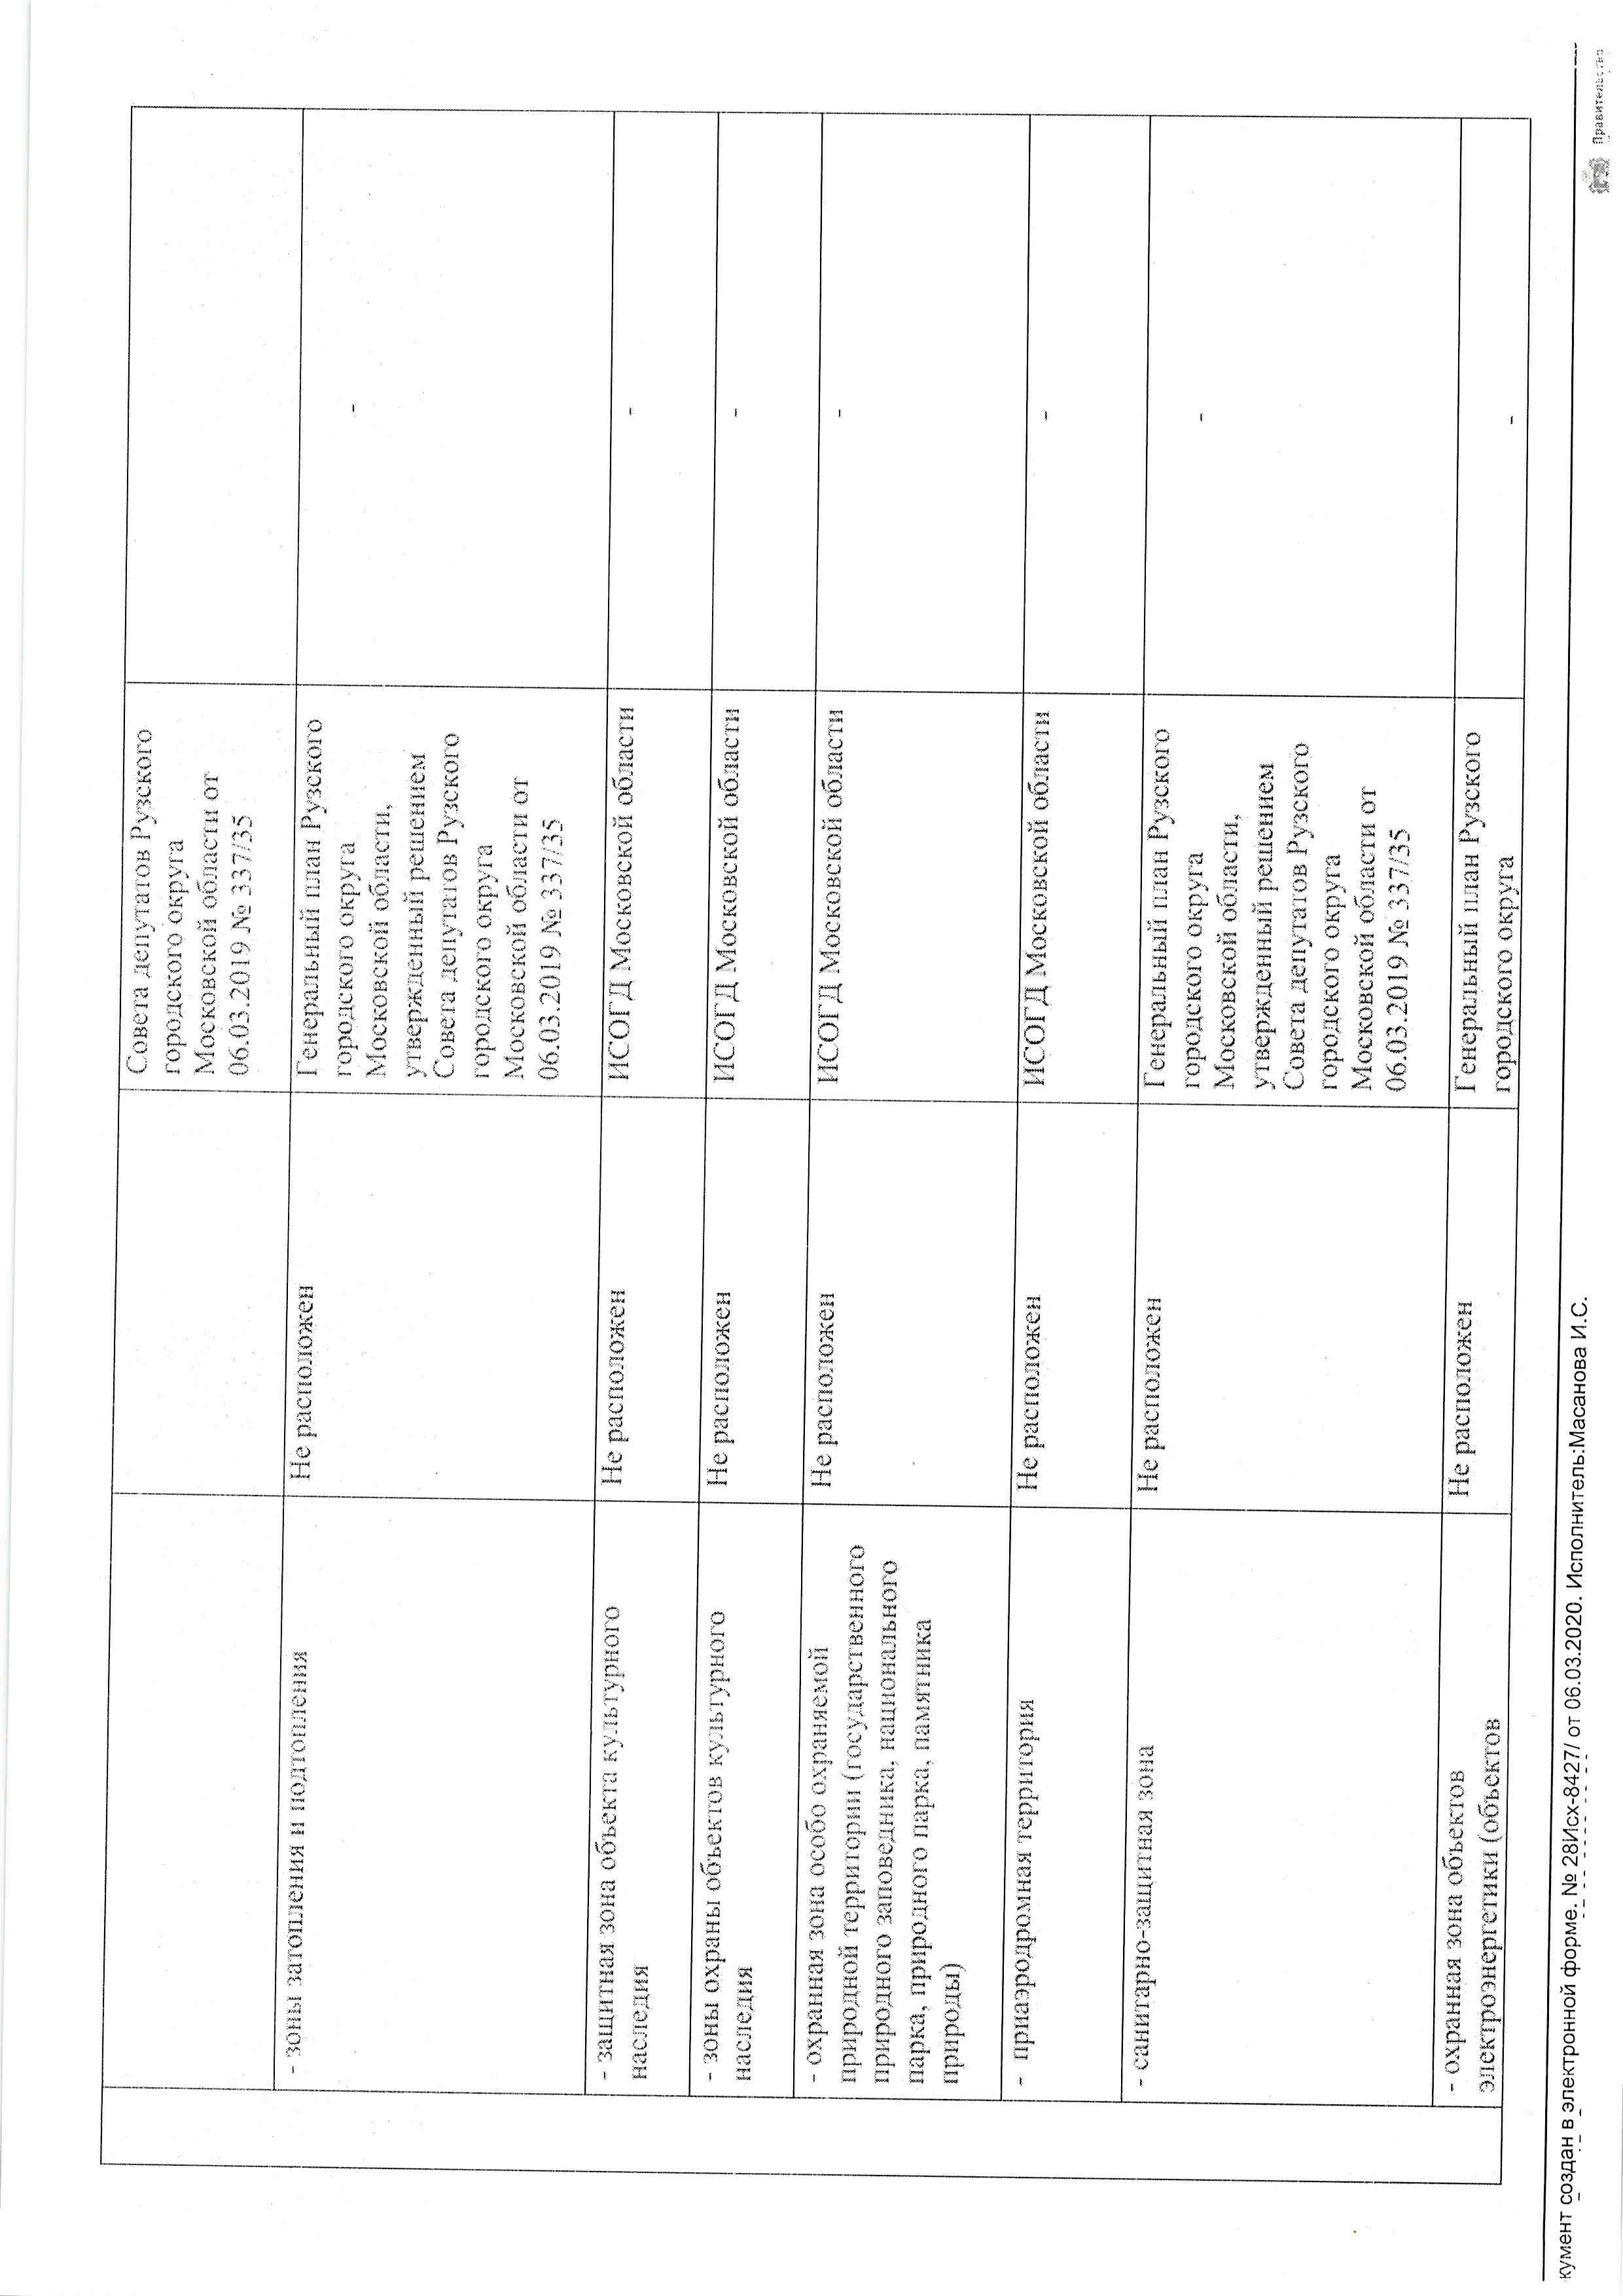 Совета депутатов Рузского
городского округа
Московской области от
06.03.2019 № 337/35
- зоны затопления и подтопления
Не расположен
Генеральный план Рузского
городского округа
Московской области,
утвержденный решением
Совета депутатов Рузского
городского округа
Московской области от
06.03.2019 № 337/35
-
- защитная зона объекта культурного
наследия
Не расположен
ИСОГД Московской области
-
- зоны охраны объектов культурного
наследия
Не расположен
ИСОГД Московской области
-
- охранная зона особо охраняемой
природной территории (государственного
природного заповедника, национального
парка, природного парка, памятника
природы)
Не расположен
ИСОГД Московской области
-
- приаэродромная территория
Не расположен
ИСОГД Московской области
-
- санитарно-защитная зона
Не расположен
Генеральный план Рузского
городского округа
Московской области,
утвержденный решением
Совета депутатов Рузского
городского округа
Московской области от
06.03.2019 № 337/35
-
- охранная зона объектов
электроэнергетики (объектов
Не расположен
Генеральный план Рузского
городского округа
-
кумент создан в электронной форме. № 28Исх-8427/ от 06.03.2020. Исполнитель:Масанова И.С.
Правительство